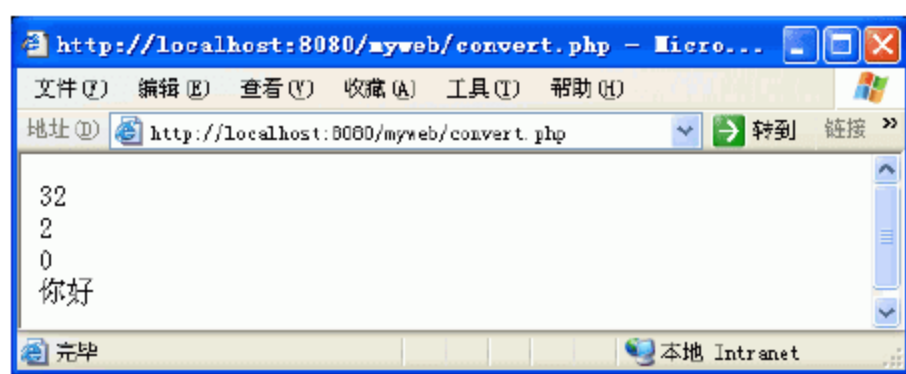 http://localhost:8080/myweb/convert.php - Micro...
文件(F) 编辑(E) 查看(V) 收藏(A) 工具(T) 帮助(H)
地址(D) http://localhost:8080/myweb/convert.php 转到 链接 »
32
2
0
你好
完毕 本地 Intranet